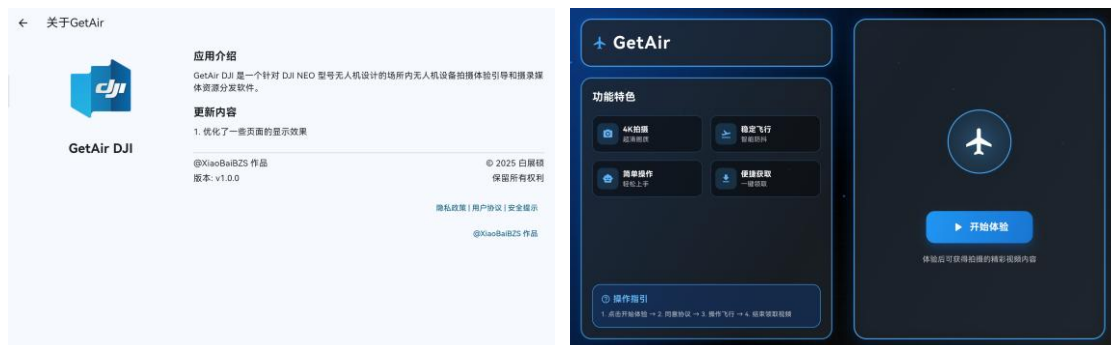 ← 关于GetAir
dji
GetAir DJI
应用介绍
GetAir DJI 是一个针对 DJI NEO 型号无人机设计的场所内无人机设备拍摄体验引导和摄录媒
体资源分发软件。
更新内容
1. 优化了一些页面的显示效果
@XiaoBaiBZS 作品
© 2025 白展硕
版本: v1.0.0
保留所有权利
隐私政策 | 用户协议 | 安全提示
@XiaoBaiBZS 作品
GetAir
功能特色
4K拍摄
超清画质
稳定飞行
智能防抖
简单操作
轻松上手
便捷获取
一键领取
操作指引
1. 点击开始体验 → 2. 同意协议 → 3. 操作飞行 → 4. 结束领取视频
开始体验
体验后可获得拍摄的精彩视频内容